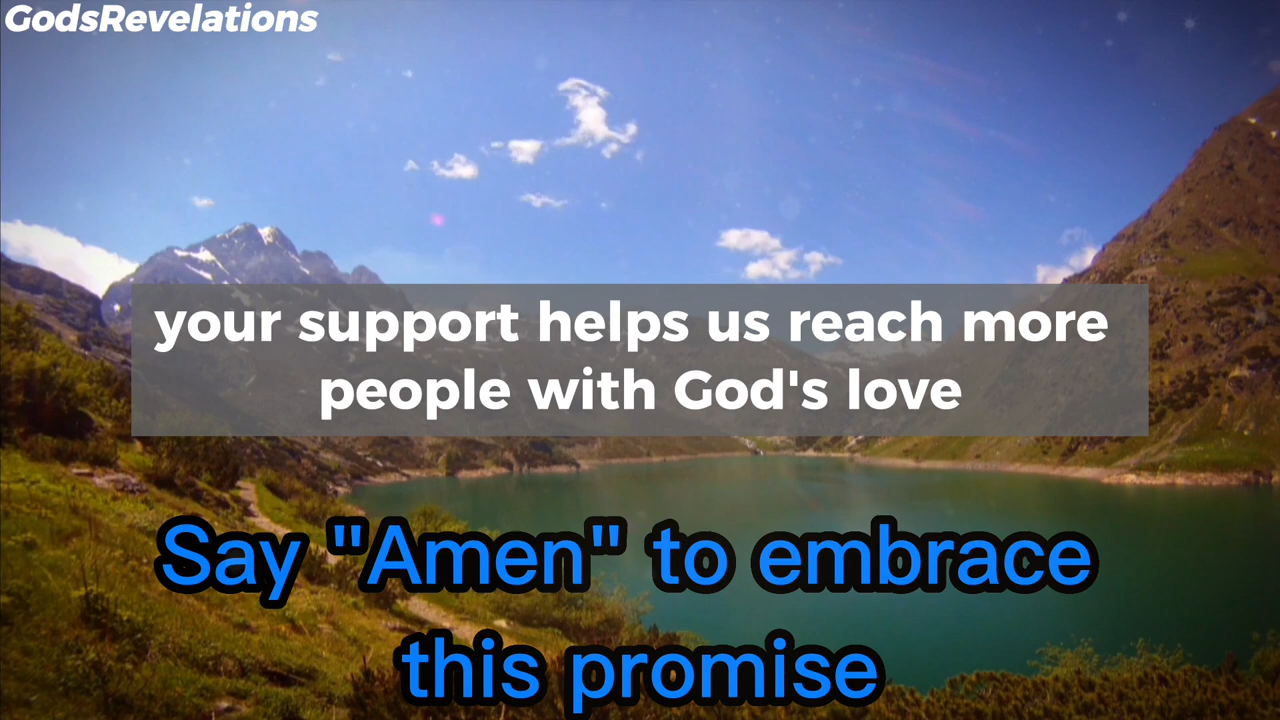 GodsRevelations
your support helps us reach more
people with God's love
Say "Amen" to embrace
this promise